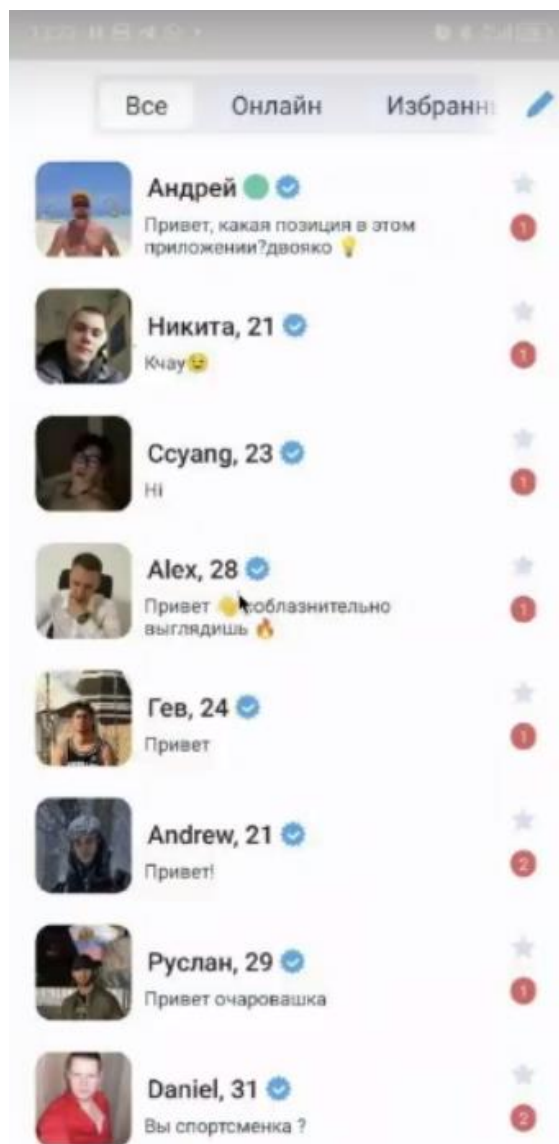 Все
Онлайн
Избранн
Андрей
1
Привет, какая позиция в этом
приложении?двояко 💡
Никита, 21
1
Кчау😉
Ccyang, 23
1
Hi
Alex, 28
1
Привет 👋 соблазнительно
выглядишь 🔥
Гев, 24
1
Привет
Andrew, 21
2
Привет!
Руслан, 29
1
Привет очаровашка
Daniel, 31
2
Вы спортсменка ?